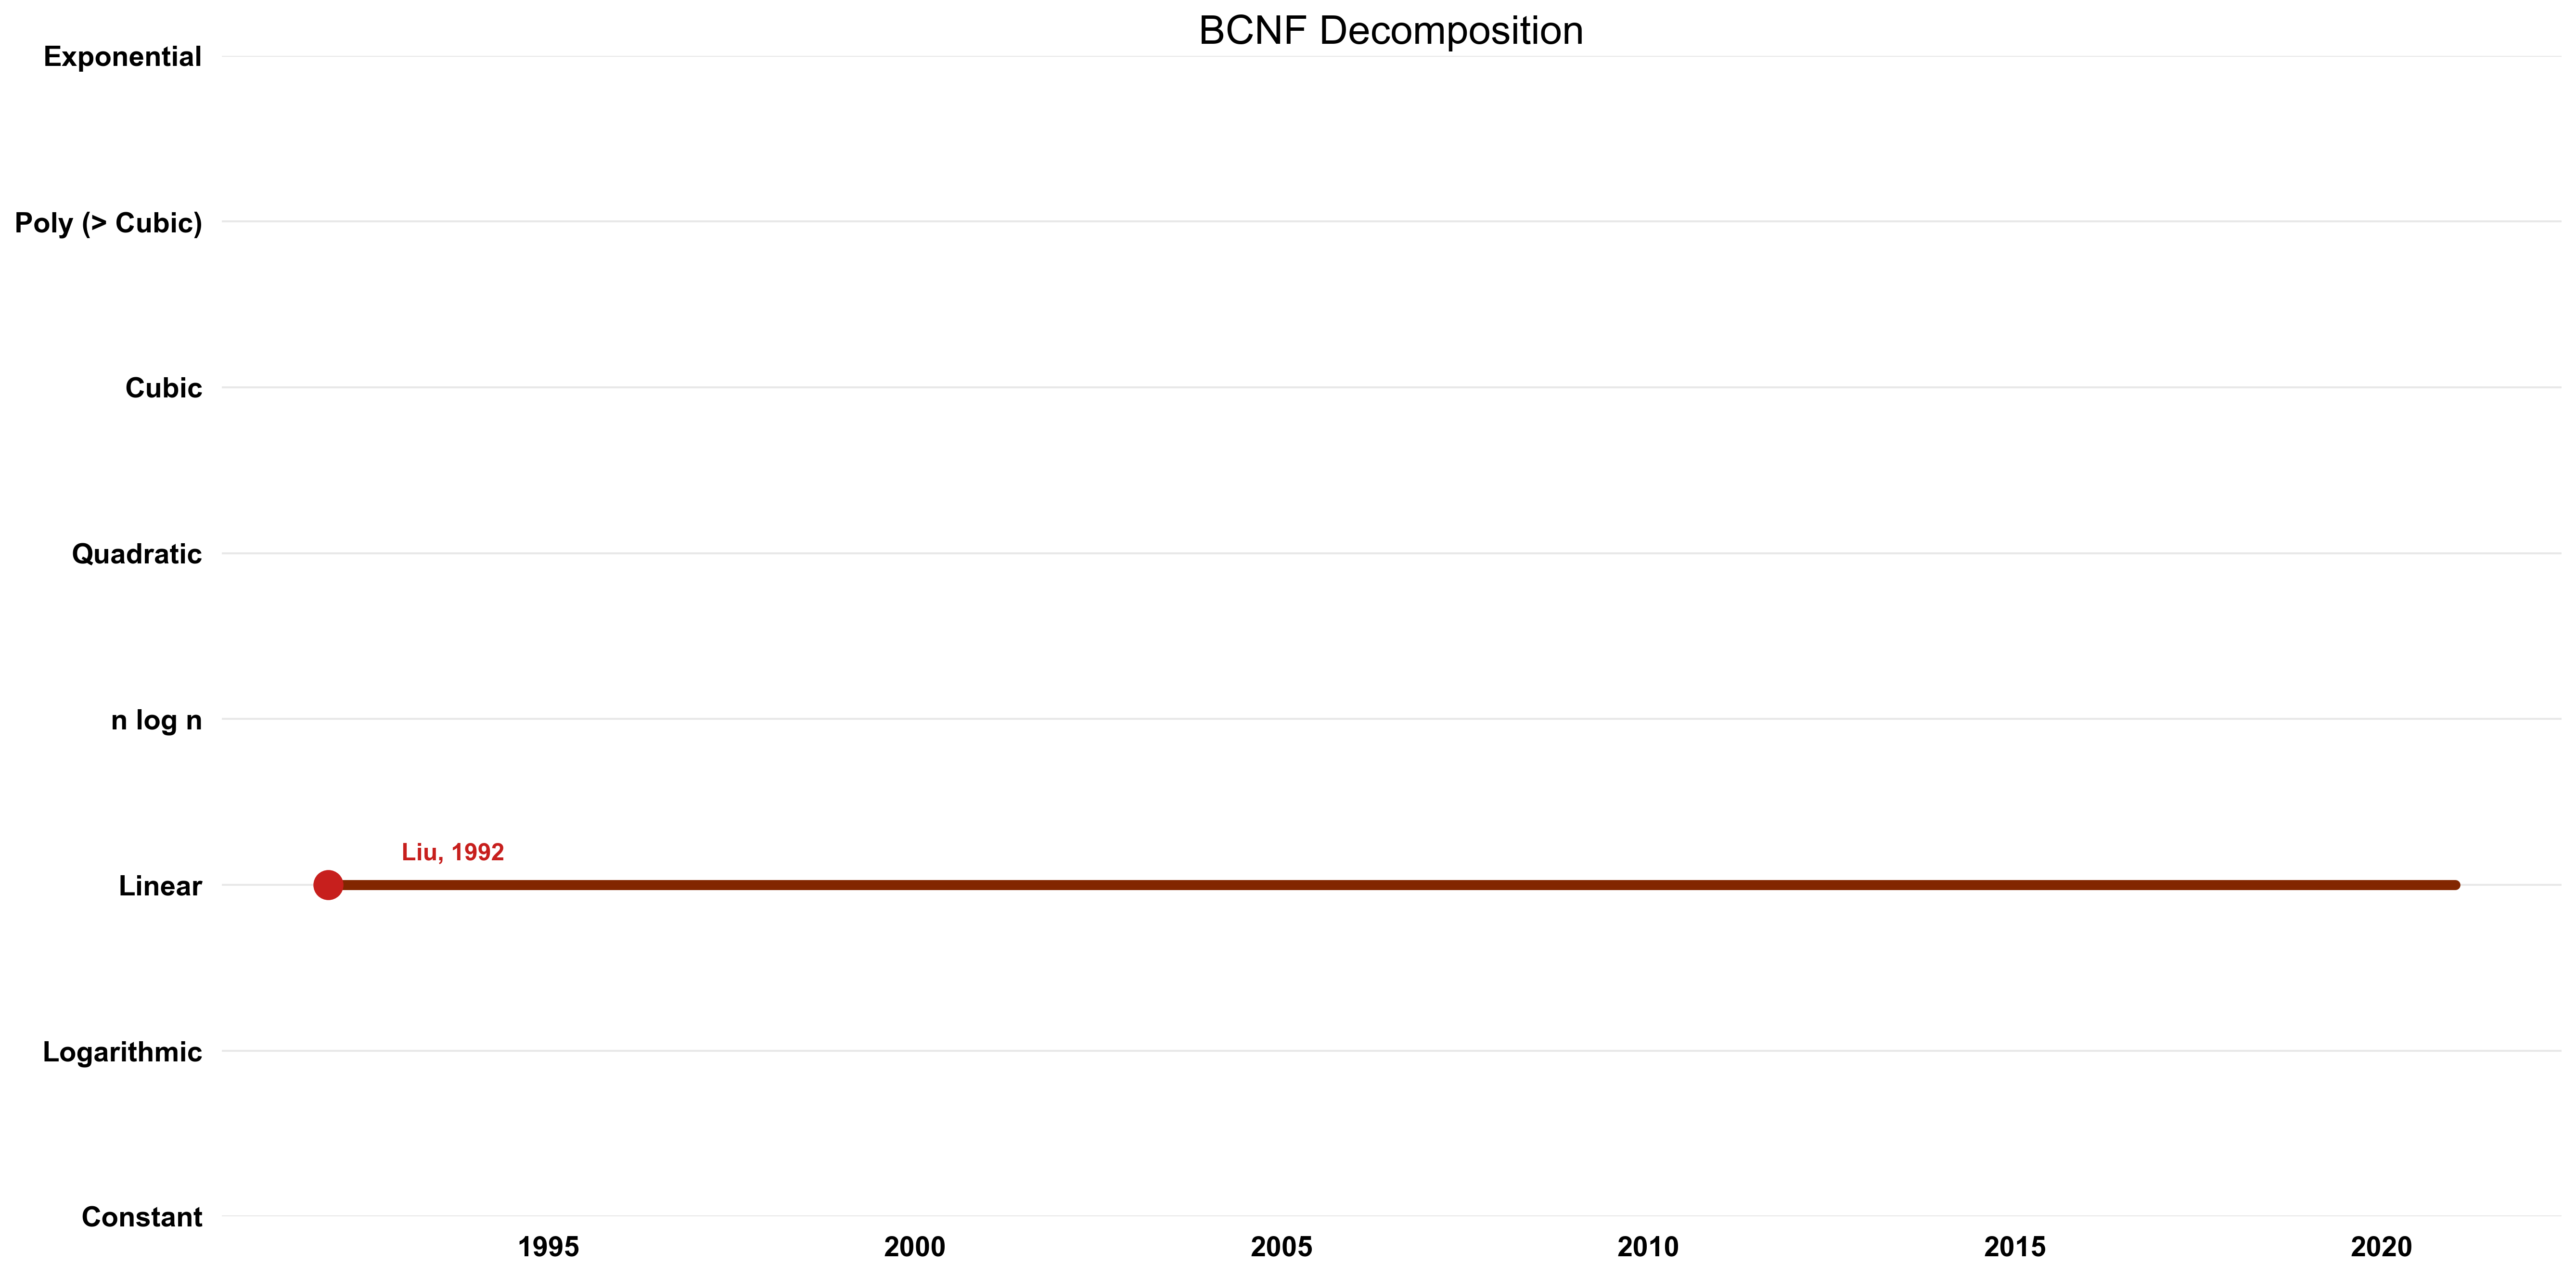 BCNF Decomposition
Exponential
Poly (> Cubic)
Cubic
Quadratic
n log n
Liu, 1992
Linear
Logarithmic
Constant
1995 2000 2005 2010 2015 2020